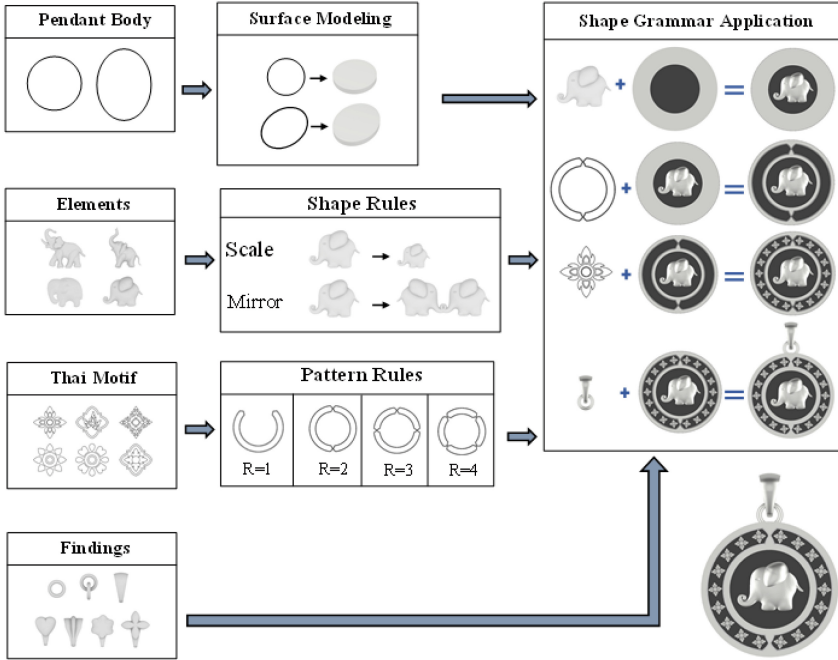 Pendant Body
Surface Modeling
Shape Grammar Application
Elements
Shape Rules
Scale
Mirror
Thai Motif
Pattern Rules
R=1 R=2 R=3 R=4
Findings